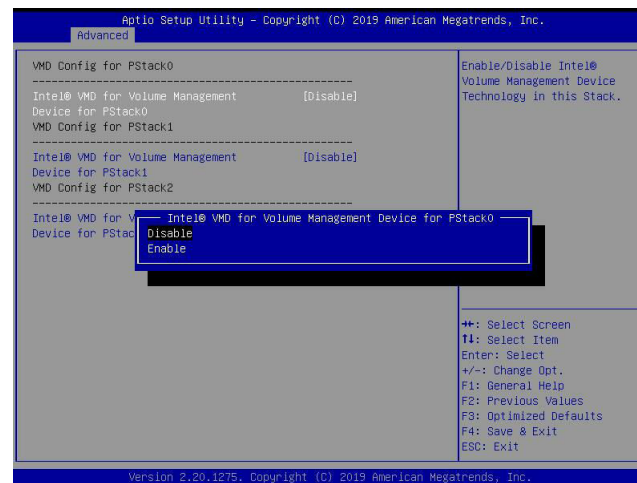 Aptio Setup Utility – Copyright (C) 2019 American Megatrends, Inc.
Advanced
VMD Config for PStack0
------------------------------------------------
Intel® VMD for Volume Management [Disable]
Device for PStack0
VMD Config for PStack1
------------------------------------------------
Intel® VMD for Volume Management [Disable]
Device for PStack1
VMD Config for PStack2
------------------------------------------------
Intel® VMD for V
Device for PStac
Intel® VMD for Volume Management Device for PStack0
Disable
Enable
Enable/Disable Intel®
Volume Management Device
Technology in this Stack.
→←: Select Screen
↑↓: Select Item
Enter: Select
+/-: Change Opt.
F1: General Help
F2: Previous Values
F3: Optimized Defaults
F4: Save & Exit
ESC: Exit
Version 2.20.1275. Copyright (C) 2019 American Megatrends, Inc.